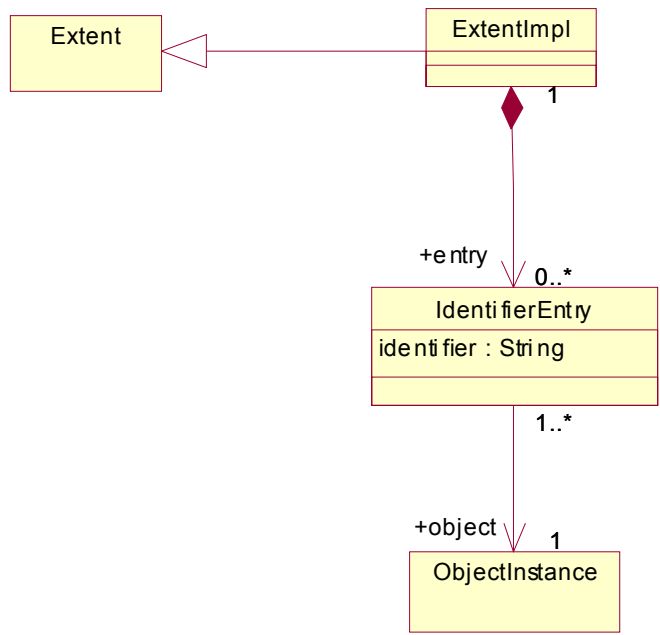 Extent
ExtentImpl
1
+entry
0..*
IdentifierEntry
identifier : String
1..*
+object
1
ObjectInstance